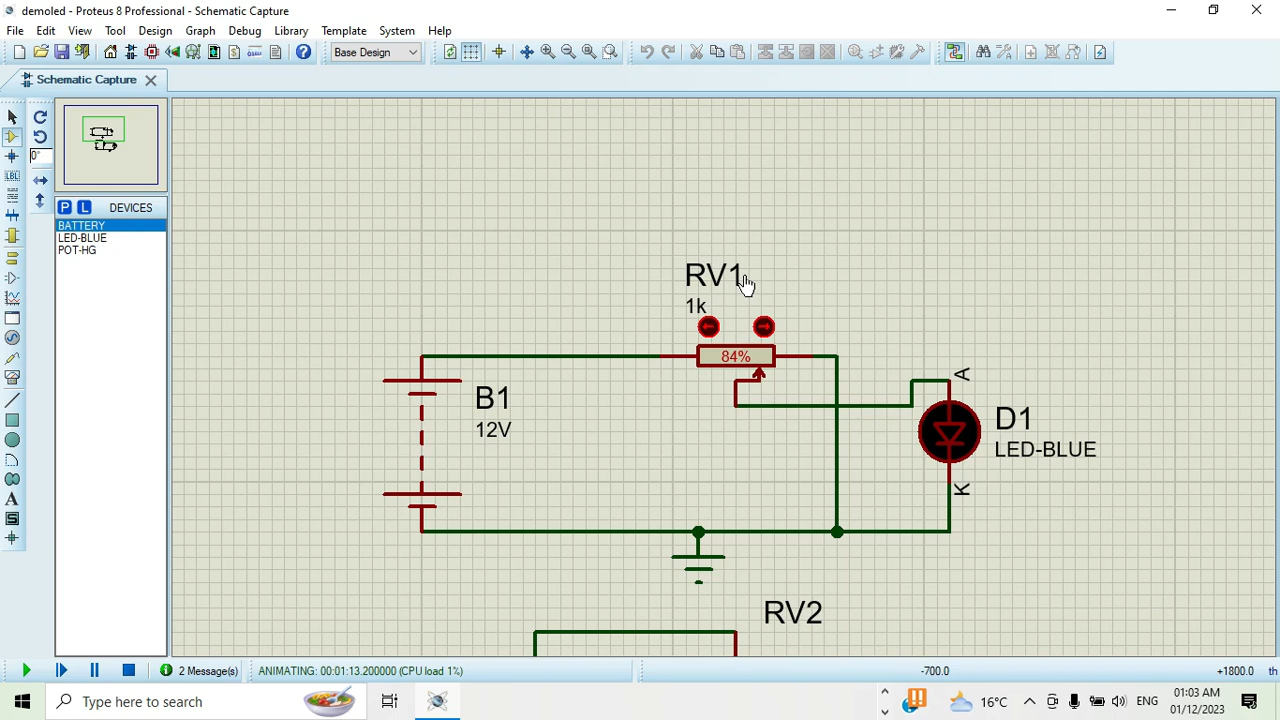 demoled - Proteus 8 Professional - Schematic Capture
File Edit View Tool Design Graph Debug Library Template System Help
Base Design
Schematic Capture
0°
LBL
P L DEVICES
BATTERY
LED-BLUE
POT-HG
RV1
1k
84%
B1
12V
A
D1
LED-BLUE
K
A
RV2
2 Message(s) ANIMATING: 00:01:13.200000 (CPU load 1%) -700.0 +1800.0 th
Type here to search 16°C ENG 01:03 AM
01/12/2023